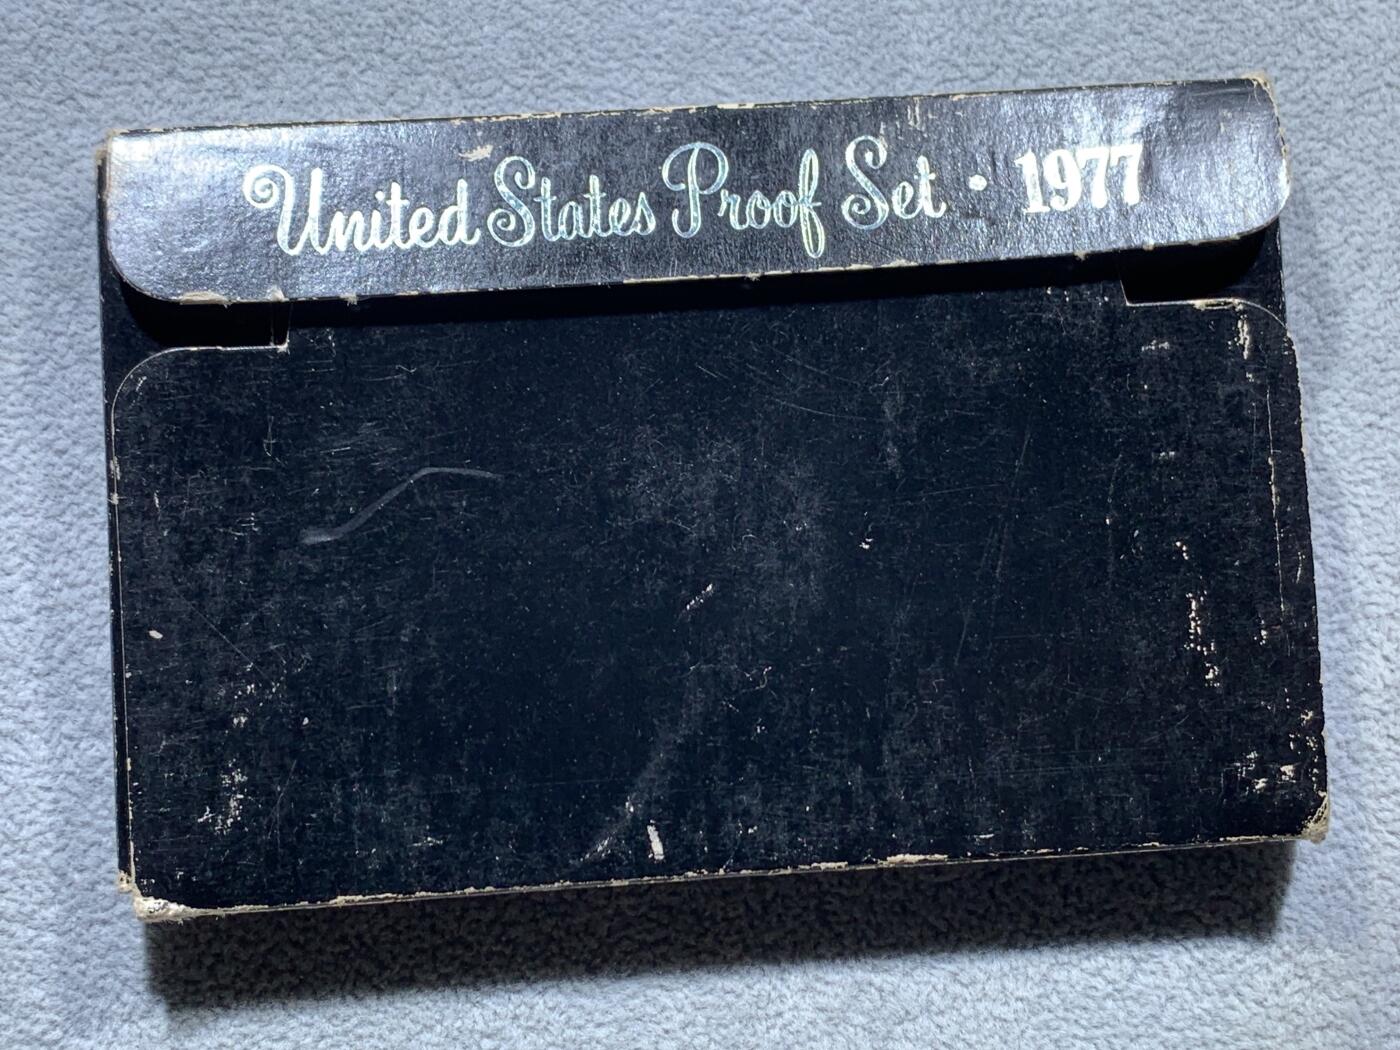 United States Proof Set · 1977